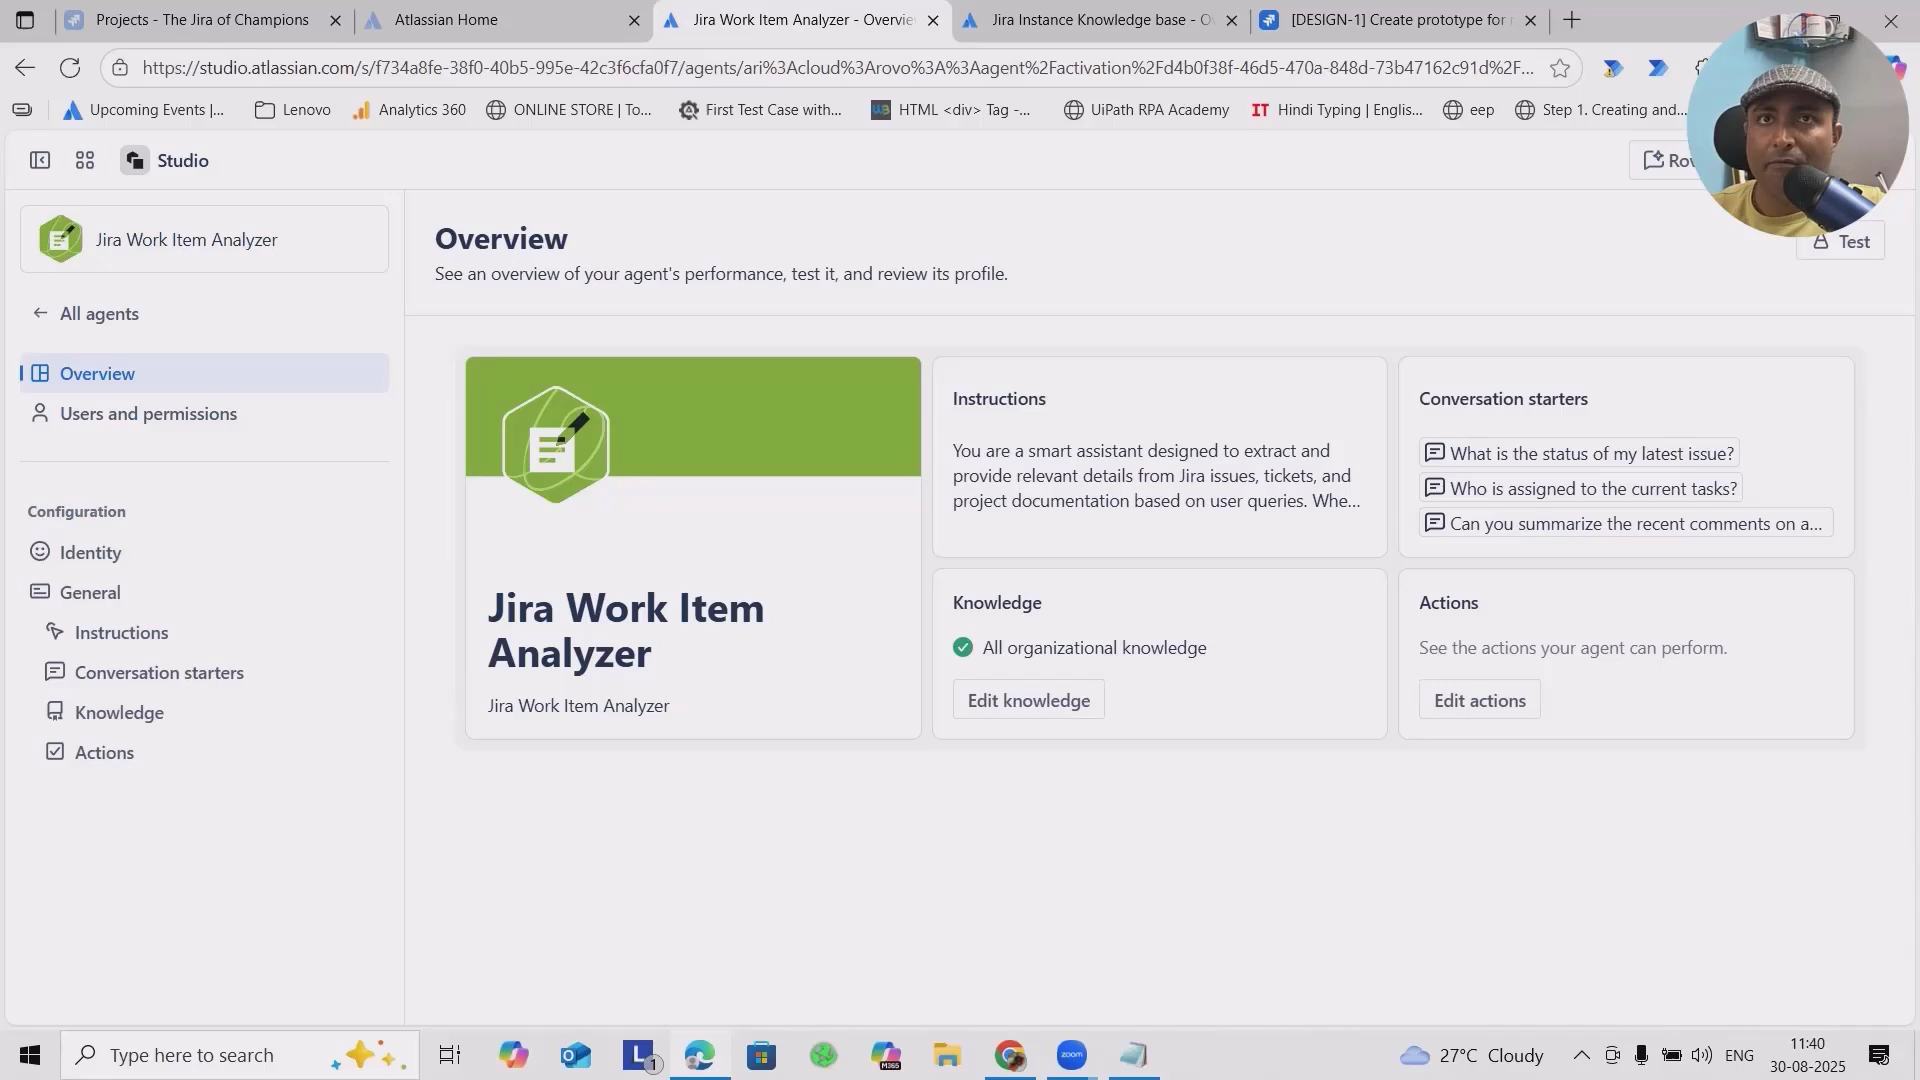 Projects - The Jira of Champions
Atlassian Home
Jira Work Item Analyzer - Overvie
Jira Instance Knowledge base - O
[DESIGN-1] Create prototype for
https://studio.atlassian.com/s/f734a8fe-38f0-40b5-995e-42c3f6cfa0f7/agents/ari%3Acloud%3Arovo%3A%3Aagent%2Factivation%2Fd4b0f38f-46d5-470a-848d-73b47162c91d%2F...
Upcoming Events |...
Lenovo
Analytics 360
ONLINE STORE | To...
First Test Case with...
HTML <div> Tag -...
UiPath RPA Academy
IT
Hindi Typing | Englis...
eep
Step 1. Creating and...
Studio
Jira Work Item Analyzer
All agents
Overview
Users and permissions
Configuration
Identity
General
Instructions
Conversation starters
Knowledge
Actions
Overview
See an overview of your agent's performance, test it, and review its profile.
Test
Jira Work Item
Analyzer
Jira Work Item Analyzer
Instructions
You are a smart assistant designed to extract and
provide relevant details from Jira issues, tickets, and
project documentation based on user queries. Whe...
Conversation starters
What is the status of my latest issue?
Who is assigned to the current tasks?
Can you summarize the recent comments on a...
Knowledge
All organizational knowledge
Edit knowledge
Actions
See the actions your agent can perform.
Edit actions
Type here to search
L
1
M365
zoom
27°C Cloudy
ENG
11:40
30-08-2025